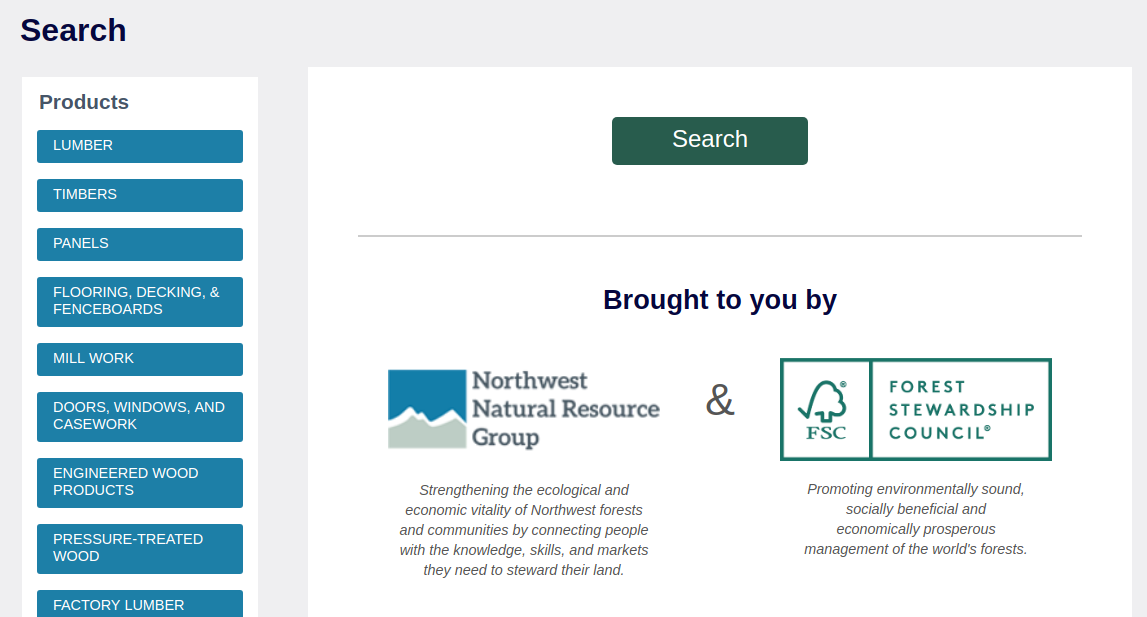 Search
Products
LUMBER
TIMBERS
PANELS
FLOORING, DECKING, &
FENCEBOARDS
MILL WORK
DOORS, WINDOWS, AND
CASEWORK
ENGINEERED WOOD
PRODUCTS
PRESSURE-TREATED
WOOD
FACTORY LUMBER
Search
Brought to you by
Northwest
Natural Resource
Group
&
FSC
®
FOREST
STEWARDSHIP
COUNCIL®
Strengthening the ecological and
economic vitality of Northwest forests
and communities by connecting people
with the knowledge, skills, and markets
they need to steward their land.
Promoting environmentally sound,
socially beneficial and
economically prosperous
management of the world's forests.